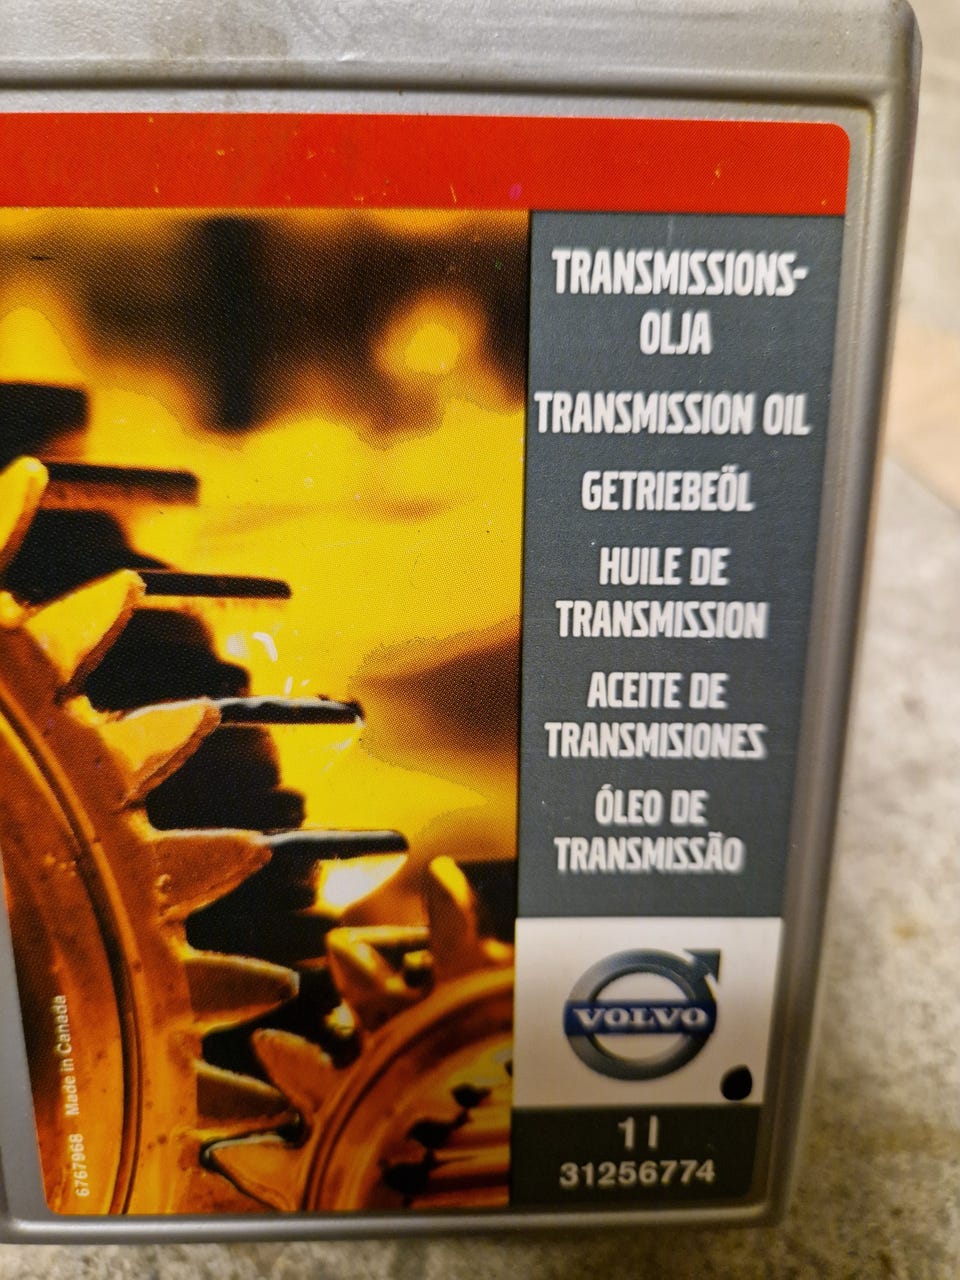 TRANSMISSIONS-
OLJA
TRANSMISSION OIL
GETRIEBEÖL
HUILE DE
TRANSMISSION
ACEITE DE
TRANSMISIONES
ÓLEO DE
TRANSMISSÃO
VOLVO
1 l
31256774
6767968 Made in Canada